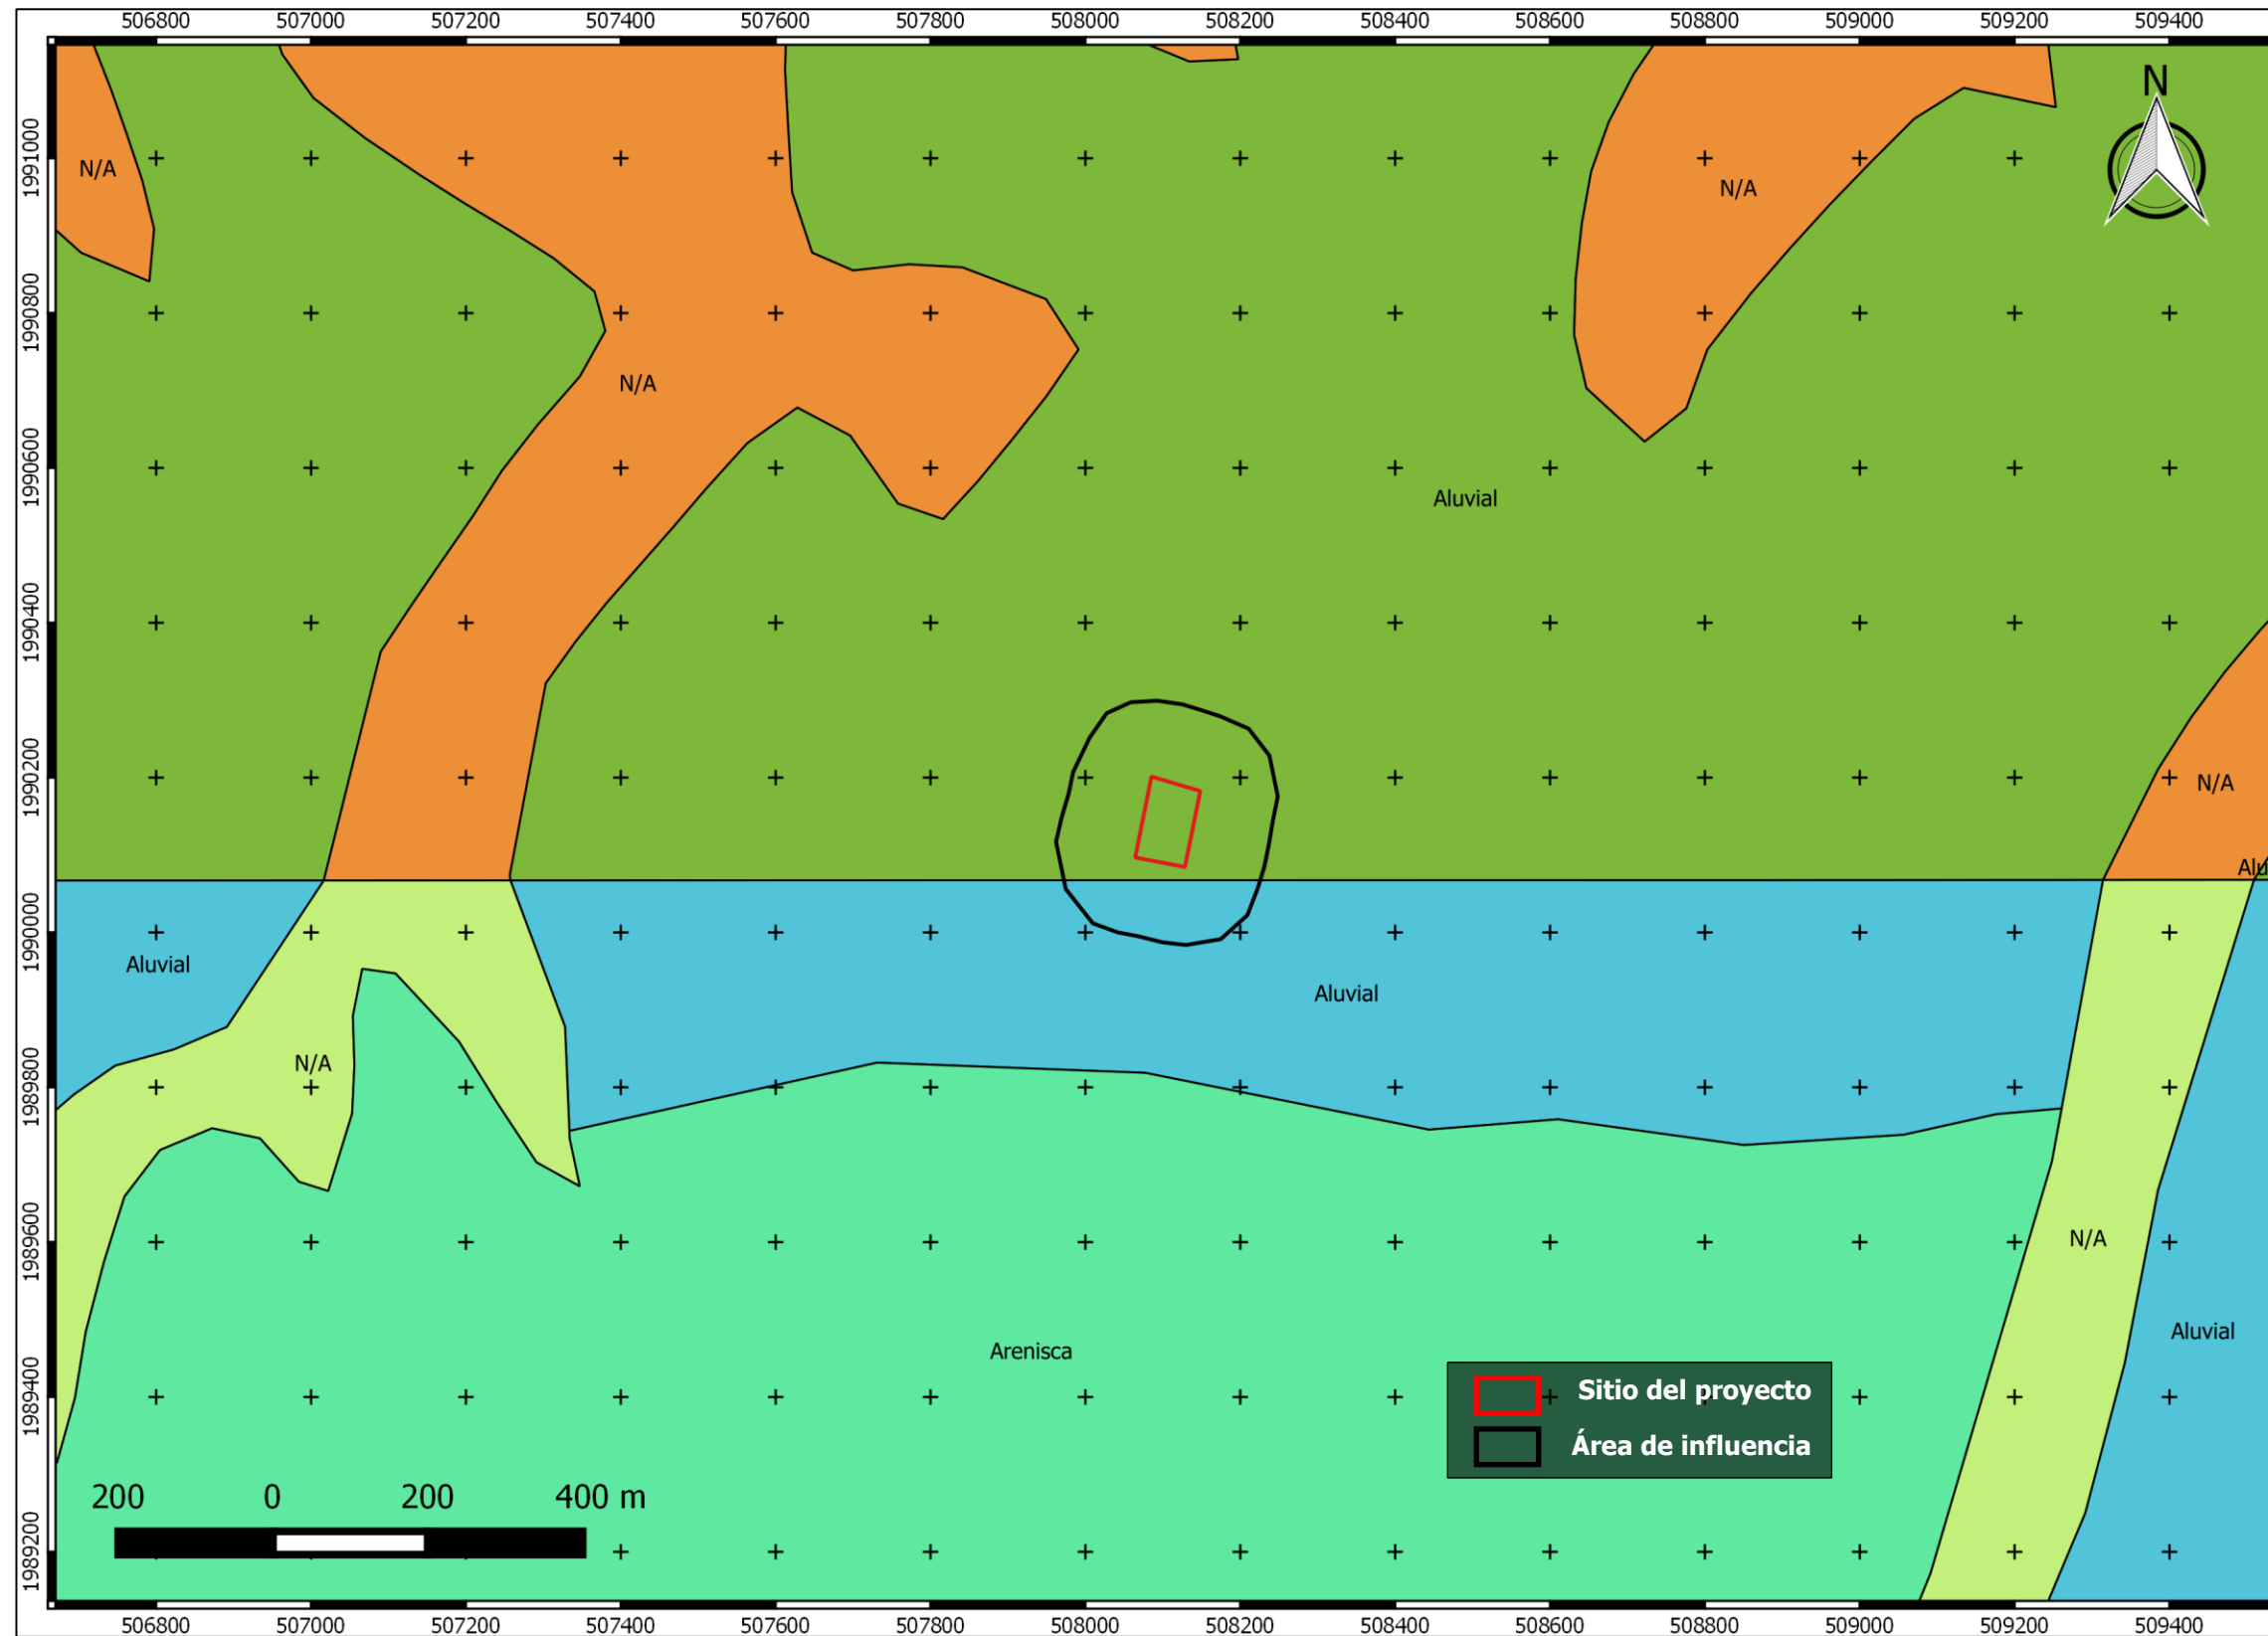 506800 507000 507200 507400 507600 507800 508000 508200 508400 508600 508800 509000 509200 509400
N
1991000
N/A
N/A
1990800
N/A
1990600
Aluvial
1990400
1990200
N/A
Alu
1990000
Aluvial
Aluvial
1989800
N/A
1989600
N/A
Aluvial
Arenisca
1989400
Sitio del proyecto
Área de influencia
200 0 200 400 m
1989200
506800 507000 507200 507400 507600 507800 508000 508200 508400 508600 508800 509000 509200 509400